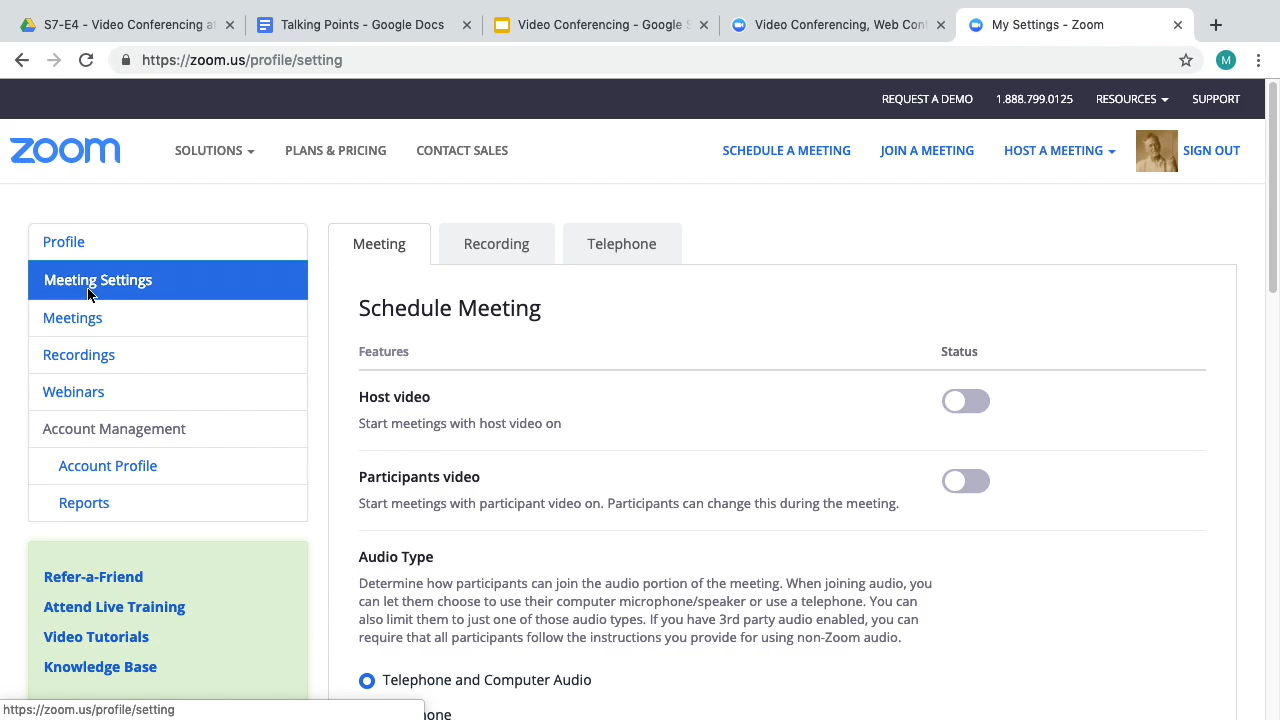 S7-E4 - Video Conferencing at
Talking Points - Google Docs
Video Conferencing - Google S
Video Conferencing, Web Conf
My Settings - Zoom
https://zoom.us/profile/setting
M
REQUEST A DEMO
1.888.799.0125
RESOURCES
SUPPORT
zoom
SOLUTIONS
PLANS & PRICING
CONTACT SALES
SCHEDULE A MEETING
JOIN A MEETING
HOST A MEETING
SIGN OUT
Profile
Meeting Settings
Meetings
Recordings
Webinars
Account Management
Account Profile
Reports
Refer-a-Friend
Attend Live Training
Video Tutorials
Knowledge Base
Meeting
Recording
Telephone
Schedule Meeting
Features
Status
Host video
Start meetings with host video on
Participants video
Start meetings with participant video on. Participants can change this during the meeting.
Audio Type
Determine how participants can join the audio portion of the meeting. When joining audio, you
can let them choose to use their computer microphone/speaker or use a telephone. You can
also limit them to just one of those audio types. If you have 3rd party audio enabled, you can
require that all participants follow the instructions you provide for using non-Zoom audio.
Telephone and Computer Audio
https://zoom.us/profile/setting